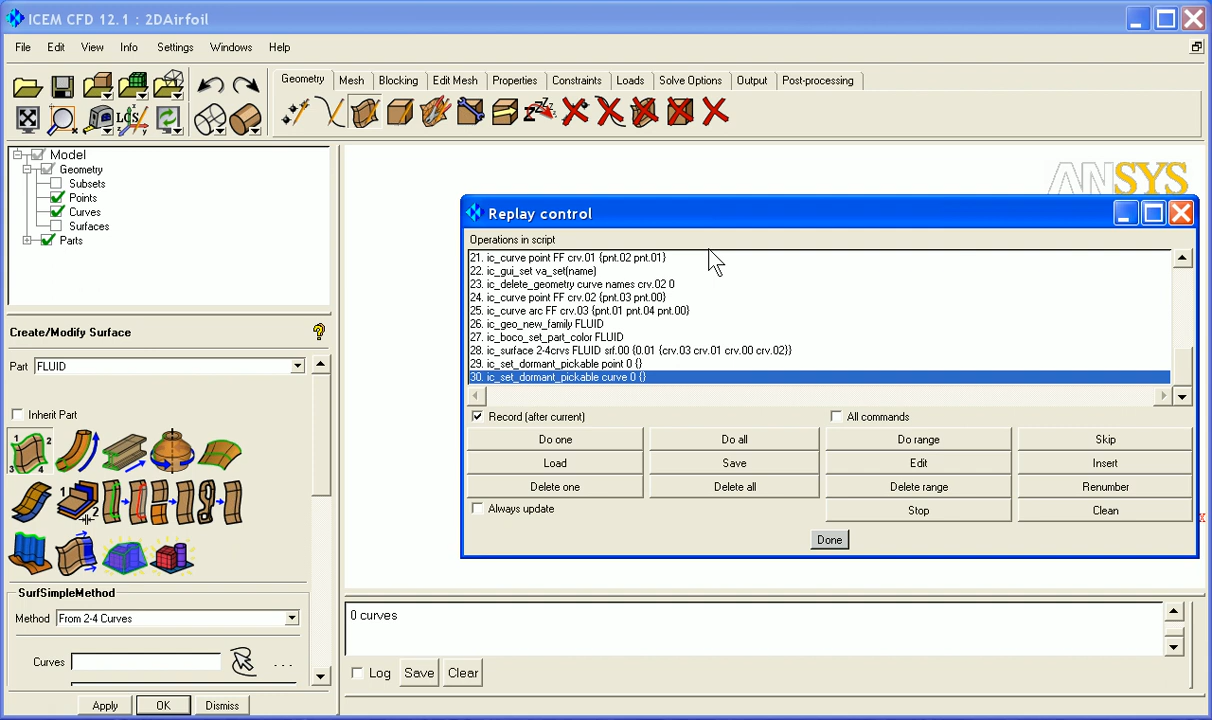 ICEM CFD 12.1 : 2DAirfoil
File Edit View Info Settings Windows Help
Geometry Mesh Blocking Edit Mesh Properties Constraints Loads Solve Options Output Post-processing
LCS
Model
Geometry
Subsets
Points
Curves
Surfaces
Parts
ANSYS
Create/Modify Surface
Part FLUID
Inherit Part
SurfSimpleMethod
Method From 2-4 Curves
Curves
Apply OK Dismiss
Replay control
Operations in script
21. ic_curve point FF crv.01 {pnt.02 pnt.01}
22. ic_gui_set va_set(name)
23. ic_delete_geometry curve names crv.02 0
24. ic_curve point FF crv.02 {pnt.03 pnt.00}
25. ic_curve arc FF crv.03 {pnt.01 pnt.04 pnt.00}
26. ic_geo_new_family FLUID
27. ic_boco_set_part_color FLUID
28. ic_surface 2-4crvs FLUID srf.00 {0.01 {crv.03 crv.01 crv.00 crv.02}}
29. ic_set_dormant_pickable point 0 {}
30. ic_set_dormant_pickable curve 0 {}
Record (after current) All commands
Do one Do all Do range Skip
Load Save Edit Insert
Delete one Delete all Delete range Renumber
Always update Stop Clean
Done
0 curves
Log Save Clear